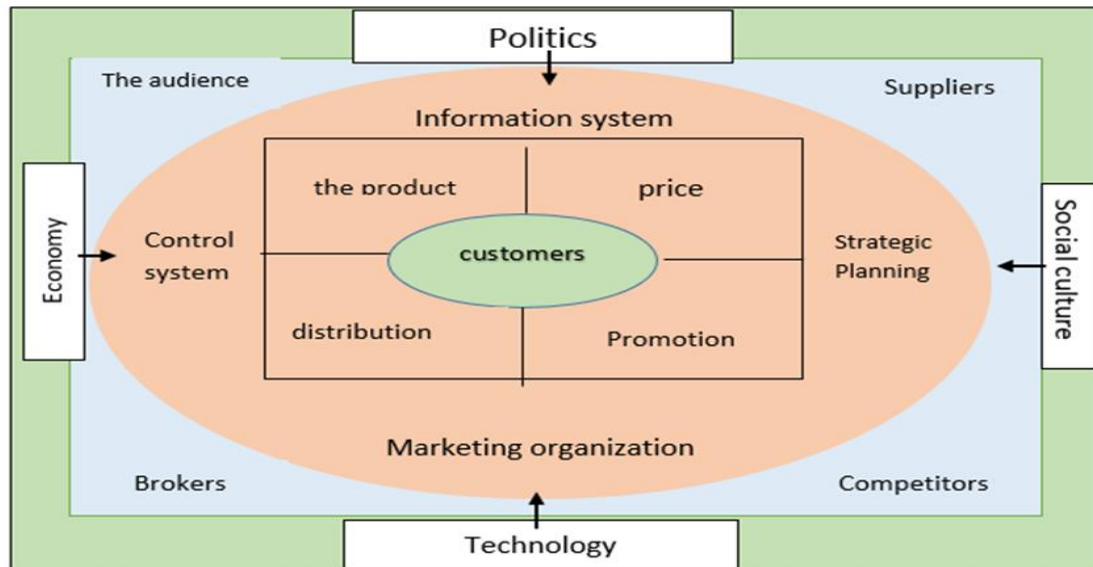 Politics
The audience
Suppliers
Information system
the product
price
Economy
Control
system
customers
Strategic
Planning
Social culture
distribution
Promotion
Marketing organization
Brokers
Competitors
Technology